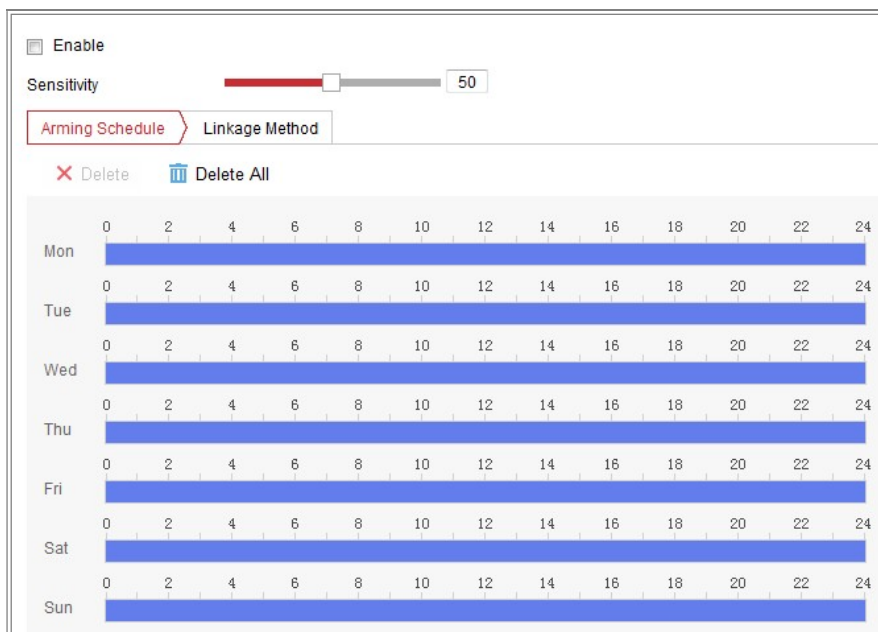 Enable
Sensitivity 50
Arming Schedule Linkage Method
Delete Delete All
0 2 4 6 8 10 12 14 16 18 20 22 24
Mon
0 2 4 6 8 10 12 14 16 18 20 22 24
Tue
0 2 4 6 8 10 12 14 16 18 20 22 24
Wed
0 2 4 6 8 10 12 14 16 18 20 22 24
Thu
0 2 4 6 8 10 12 14 16 18 20 22 24
Fri
0 2 4 6 8 10 12 14 16 18 20 22 24
Sat
0 2 4 6 8 10 12 14 16 18 20 22 24
Sun